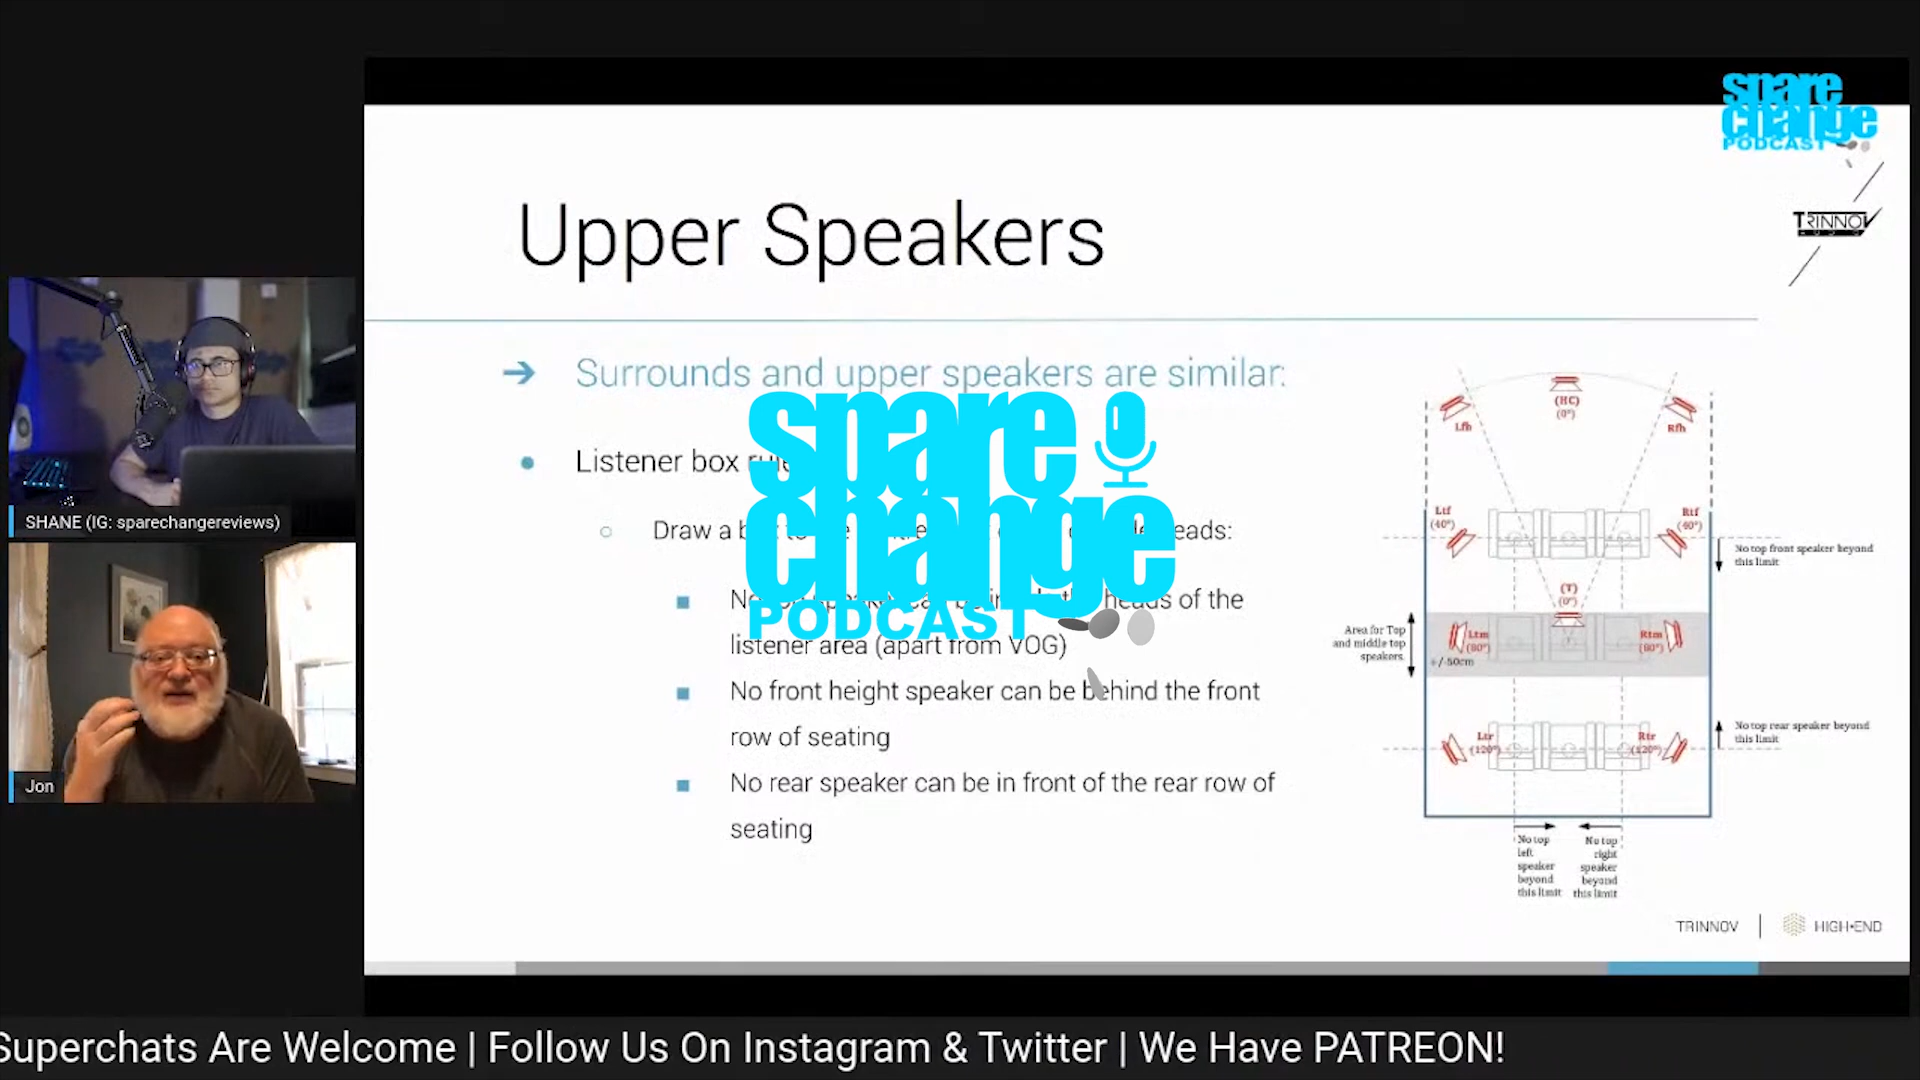 spare
change
PODCAST
TRINNOV
Upper Speakers
→ Surrounds and upper speakers are similar:
Listener box
Draw a
heads:
heads of the
listener area (apart from VOG)
No front height speaker can be behind the front
row of seating
No rear speaker can be in front of the rear row of
seating
spare
change
PODCAST
(HC)
(0°)
Lfh
Rfh
Ltf
(40°)
Rtf
(40°)
No top front speaker beyond
this limit
(T)
(0°)
Area for Top
and middle top
speakers.
Ltm
(80°)
Rtm
(80°)
+/-50cm
Ltr
(120°)
Rtr
(120°)
No top rear speaker beyond
this limit
No top
left
speaker
beyond
this limit
No top
right
speaker
beyond
this limit
TRINNOV | HIGH•END
SHANE (IG: sparechangereviews)
Jon
Superchats Are Welcome | Follow Us On Instagram & Twitter | We Have PATREON!